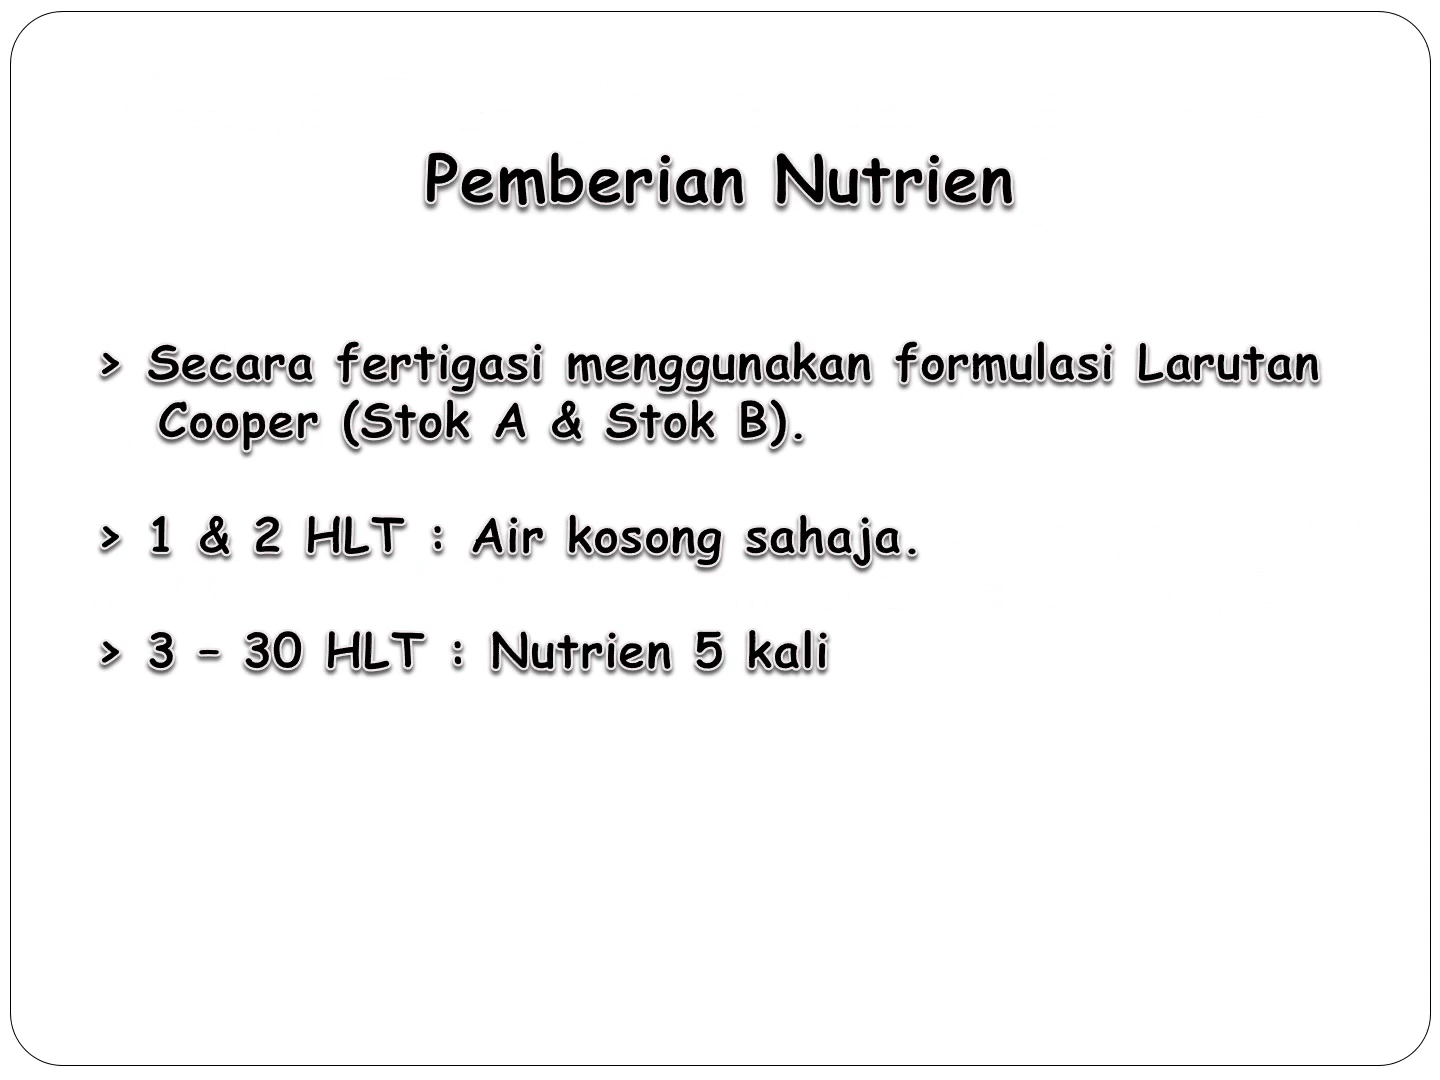 Pemberian Nutrien
> Secara fertigasi menggunakan formulasi Larutan
Cooper (Stok A & Stok B).
> 1 & 2 HLT : Air kosong sahaja.
> 3 – 30 HLT : Nutrien 5 kali